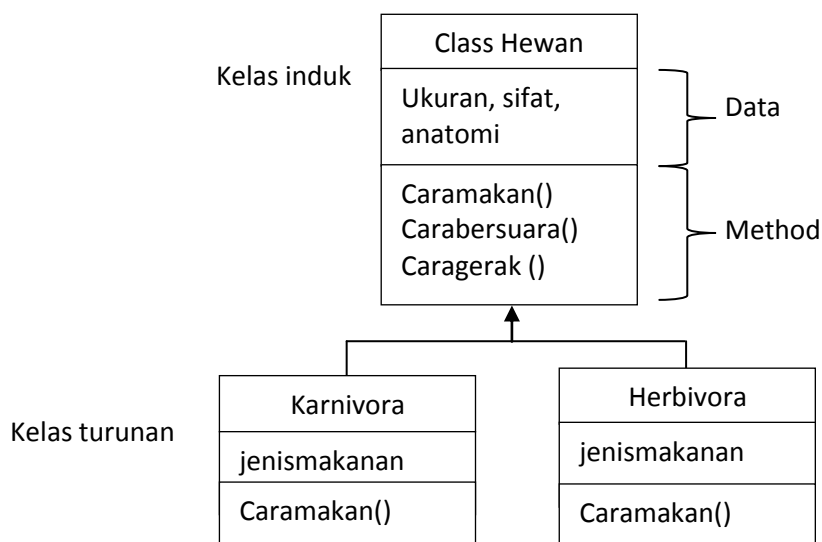 Class Hewan
Kelas induk
Ukuran, sifat,
anatomi
Data
Caramakan()
Carabersuara()
Caragerak ()
Method
Kelas turunan
Karnivora
jenismakanan
Caramakan()
Herbivora
jenismakanan
Caramakan()